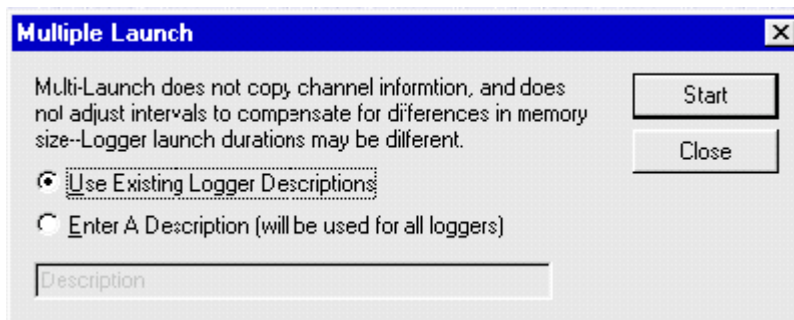 Multiple Launch
Multi-Launch does not copy channel informtion, and does
not adjust intervals to compensate for diferences in memory
size--Logger launch durations may be different.
Start
Close
Use Existing Logger Descriptions
Enter A Description (will be used for all loggers)
Description